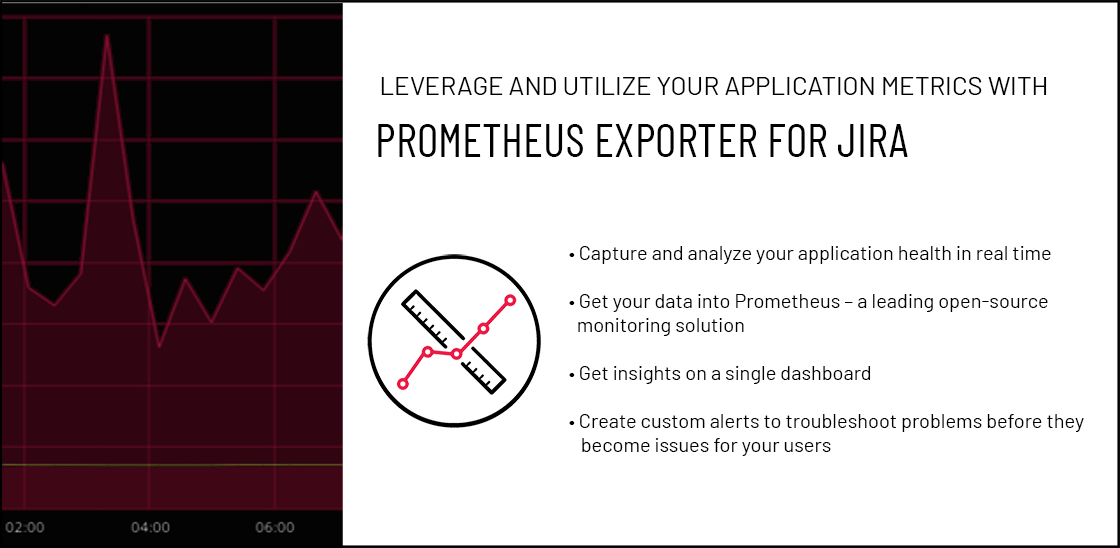 LEVERAGE AND UTILIZE YOUR APPLICATION METRICS WITH
PROMETHEUS EXPORTER FOR JIRA
• Capture and analyze your application health in real time
• Get your data into Prometheus – a leading open-source
monitoring solution
• Get insights on a single dashboard
• Create custom alerts to troubleshoot problems before they
become issues for your users
02:00 04:00 06:00